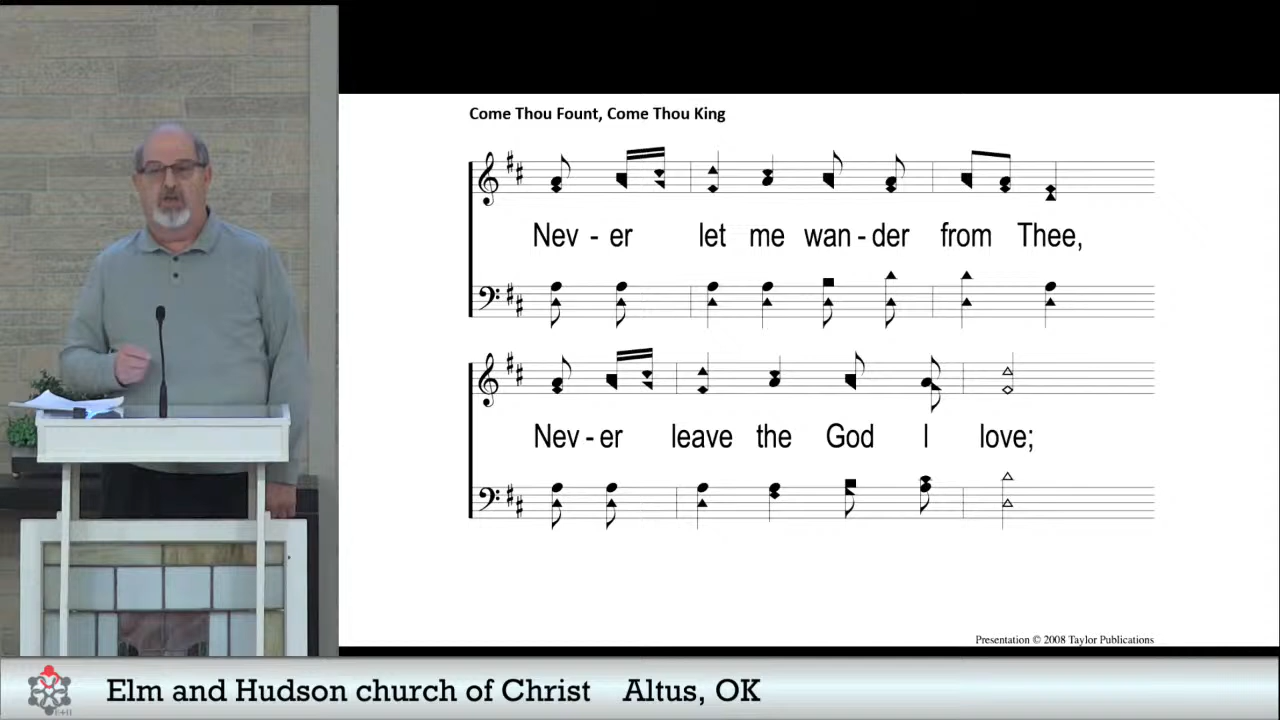 Come Thou Fount, Come Thou King
Nev - er let me wan - der from Thee,
Nev - er leave the God I love;
Presentation © 2008 Taylor Publications
E+H
Elm and Hudson church of Christ Altus, OK